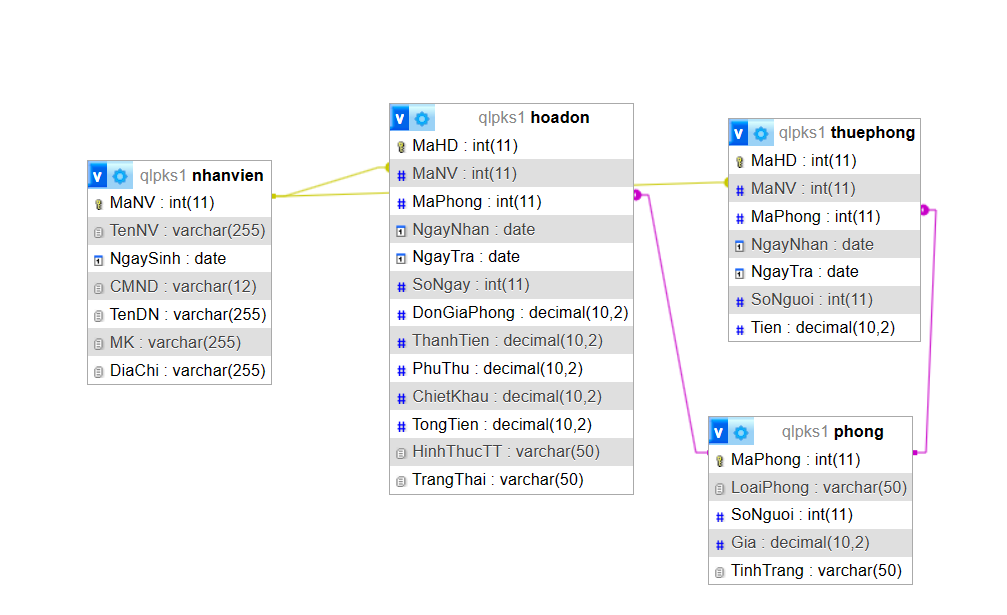 qlpks1 nhanvien
MaNV : int(11)
TenNV : varchar(255)
NgaySinh : date
CMND : varchar(12)
TenDN : varchar(255)
MK : varchar(255)
DiaChi : varchar(255)
qlpks1 hoadon
MaHD : int(11)
MaNV : int(11)
MaPhong : int(11)
NgayNhan : date
NgayTra : date
SoNgay : int(11)
DonGiaPhong : decimal(10,2)
ThanhTien : decimal(10,2)
PhuThu : decimal(10,2)
ChietKhau : decimal(10,2)
TongTien : decimal(10,2)
HinhThucTT : varchar(50)
TrangThai : varchar(50)
qlpks1 thuephong
MaHD : int(11)
MaNV : int(11)
MaPhong : int(11)
NgayNhan : date
NgayTra : date
SoNguoi : int(11)
Tien : decimal(10,2)
qlpks1 phong
MaPhong : int(11)
LoaiPhong : varchar(50)
SoNguoi : int(11)
Gia : decimal(10,2)
TinhTrang : varchar(50)